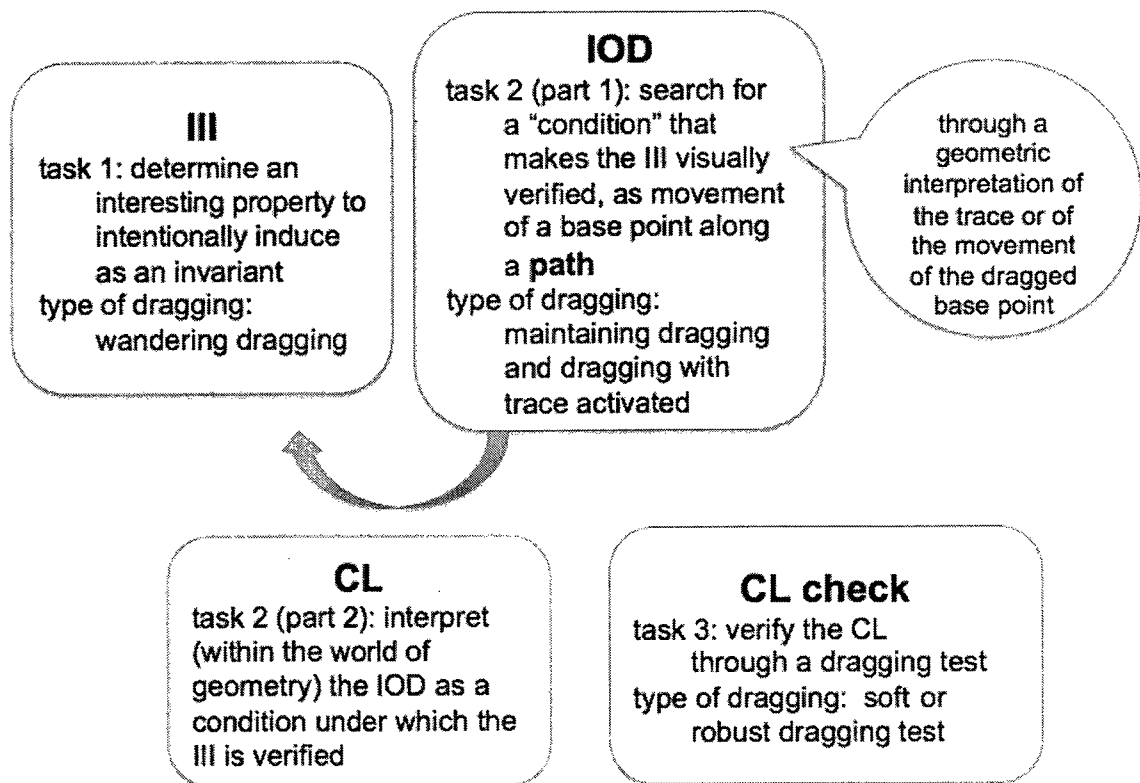 III
task 1: determine an
interesting property to
intentionally induce
as an invariant
type of dragging:
wandering dragging
IOD
task 2 (part 1): search for
a “condition” that
makes the III visually
verified, as movement
of a base point along
a path
type of dragging:
maintaining dragging
and dragging with
trace activated
through a
geometric
interpretation of
the trace or of
the movement
of the dragged
base point
CL
task 2 (part 2): interpret
(within the world of
geometry) the IOD as a
condition under which the
III is verified
CL check
task 3: verify the CL
through a dragging test
type of dragging: soft or
robust dragging test